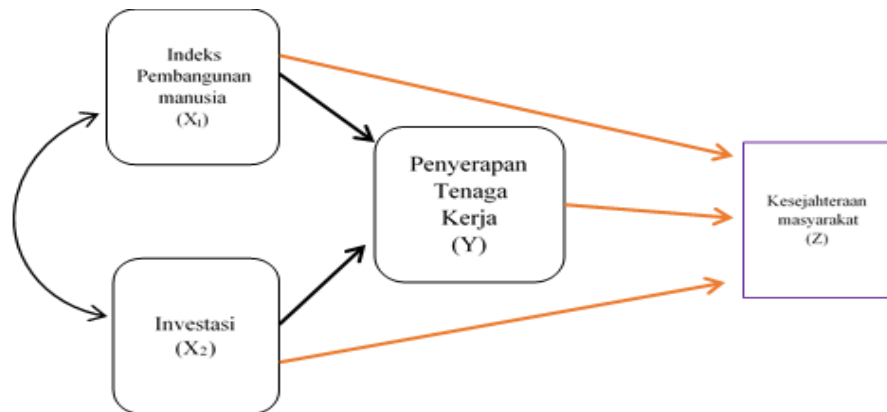 Indeks
Pembangunan
manusia
(X₁)
Penyerapan
Tenaga
Kerja
(Y)
Kesejahteraan
masyarakat
(Z)
Investasi
(X₂)